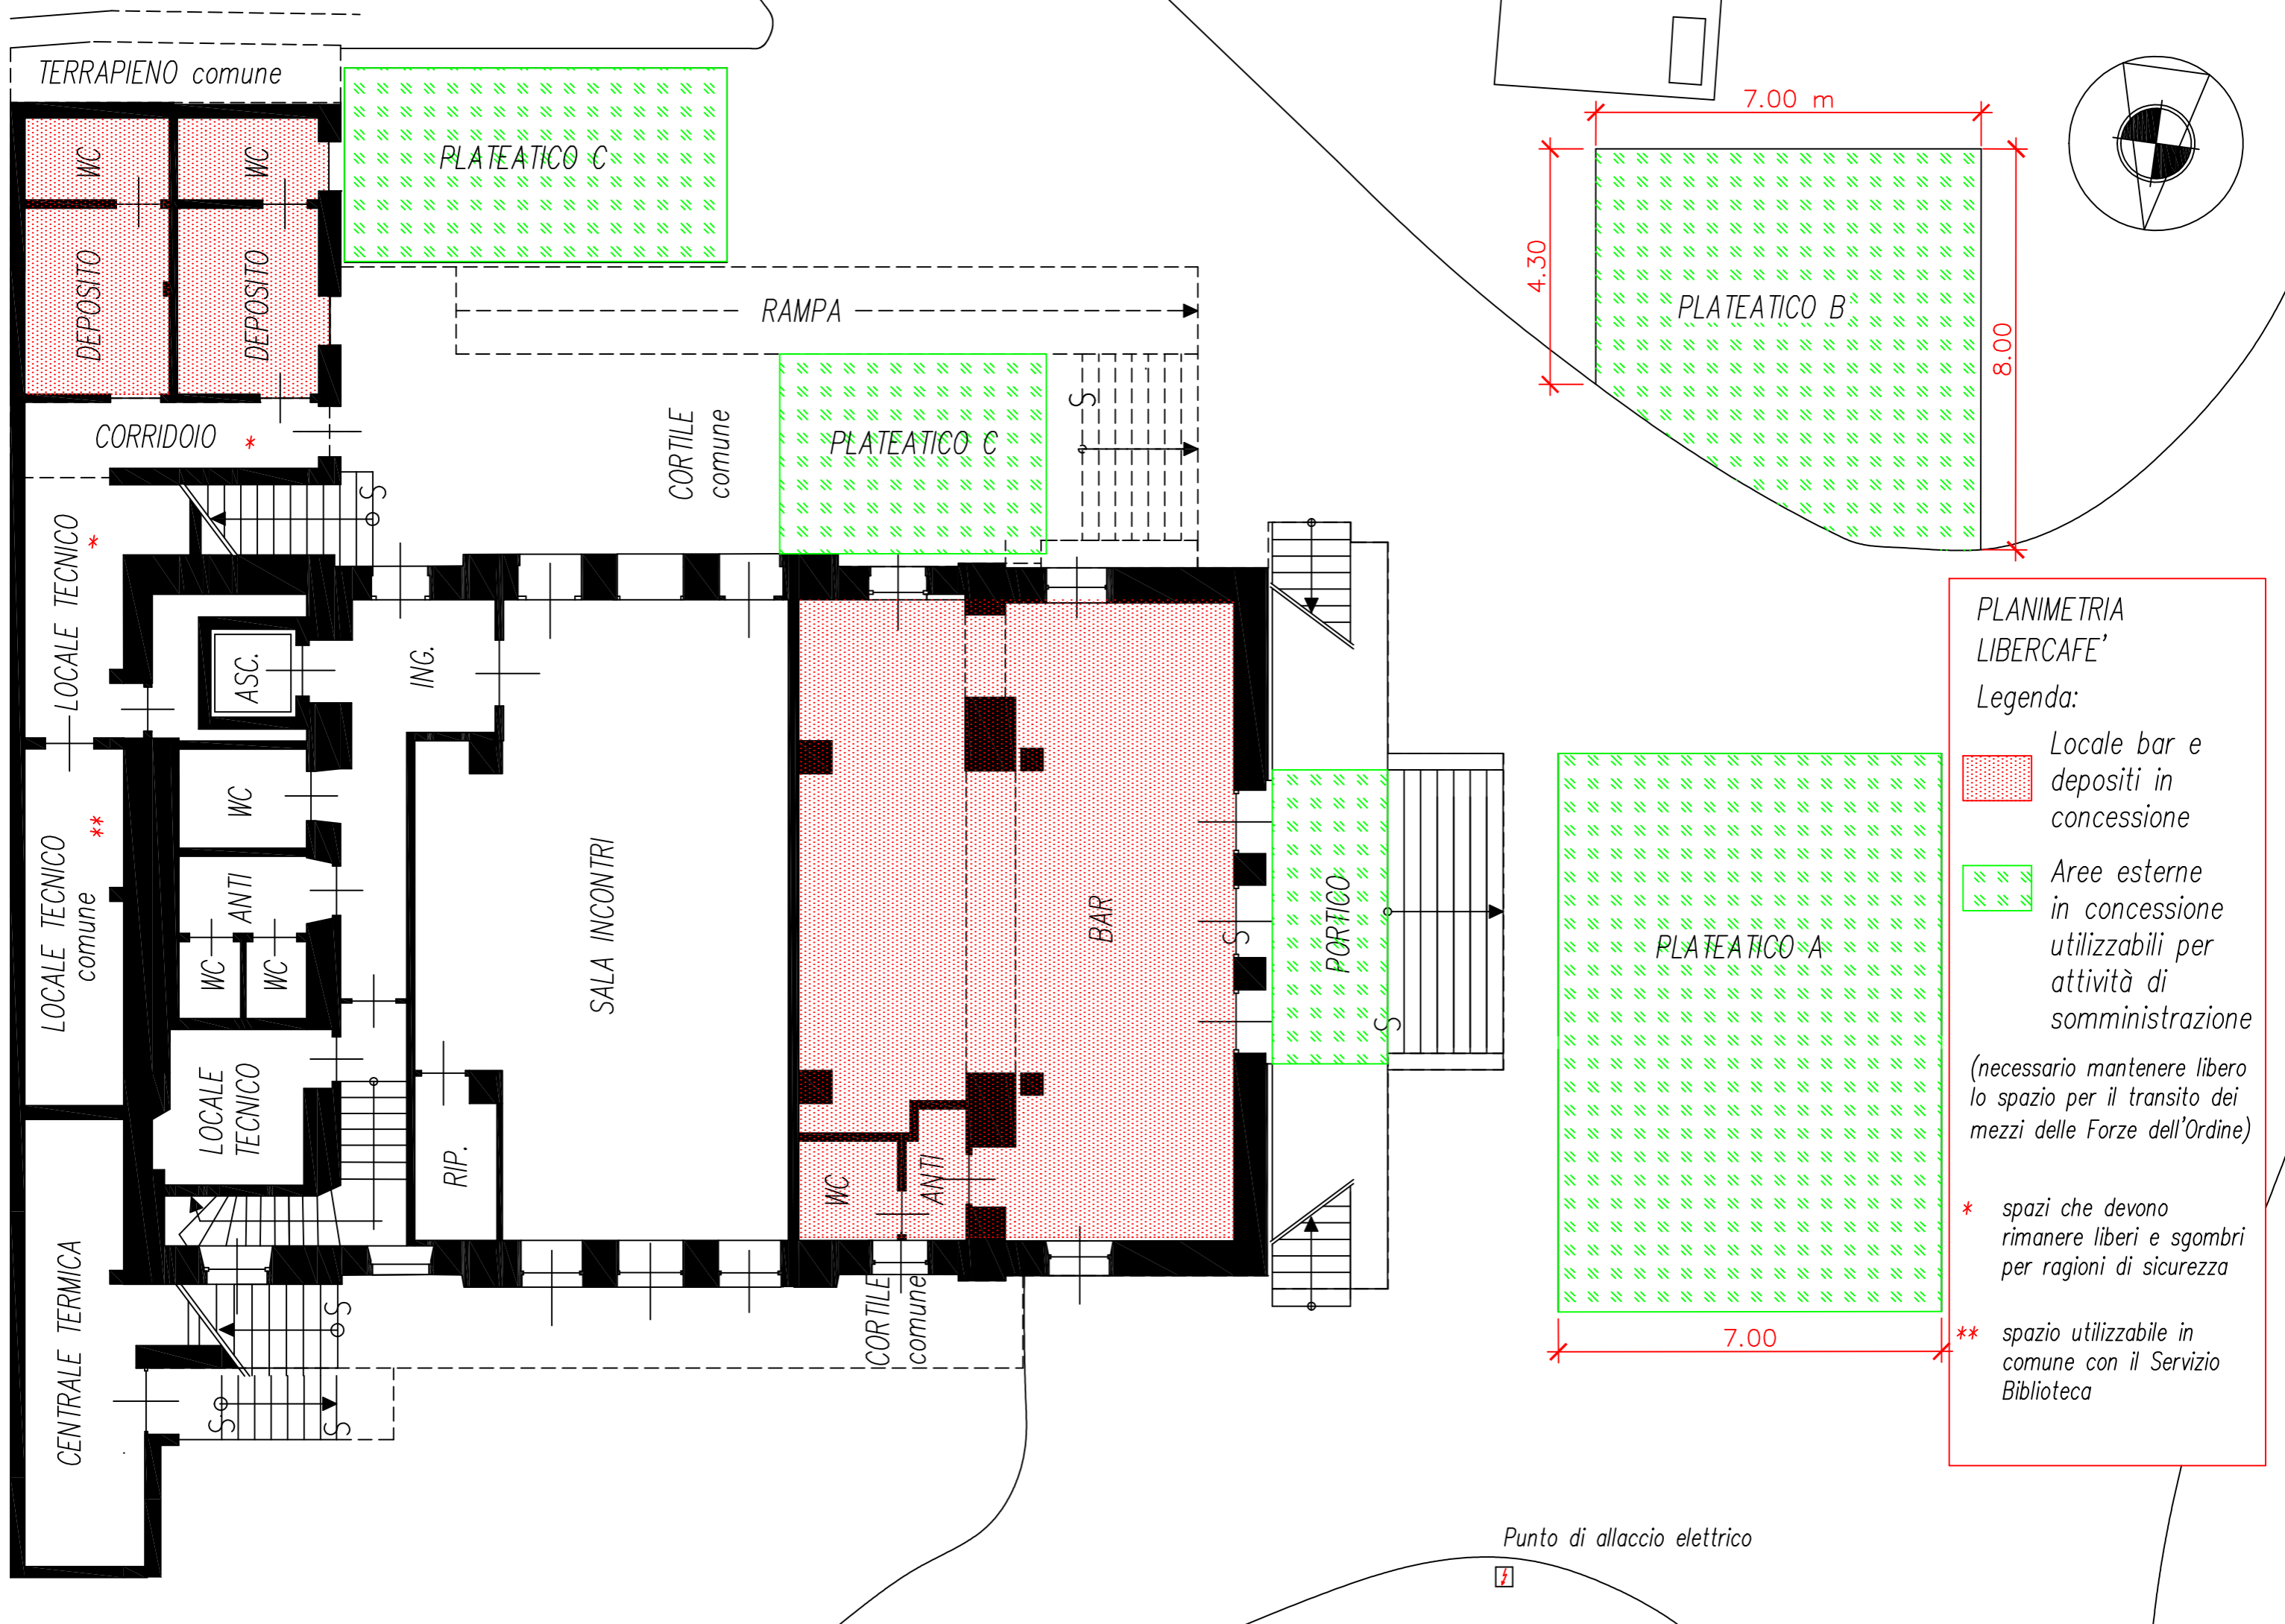 TERRAPIENO comune
WC
WC
PLATEATICO C
7.00 m
DEPOSITO
DEPOSITO
4.30
PLATEATICO B
8.00
RAMPA
CORRIDOIO *
CORTILE
comune
PLATEATICO C
S
S
LOCALE TECNICO *
ASC.
ING.
WC
ANTI
WC
WC
LOCALE TECNICO
comune
**
SALA INCONTRI
BAR
S
PORTICO
S
PLATEATICO A
7.00
LOCALE
TECNICO
RIP.
WC
ANTI
CENTRALE TERMICA
S
S
S
CORTILE
comune
PLANIMETRIA
LIBERCAFE'
Legenda:
Locale bar e
depositi in
concessione
Aree esterne
in concessione
utilizzabili per
attività di
somministrazione
(necessario mantenere libero
lo spazio per il transito dei
mezzi delle Forze dell'Ordine)
* spazi che devono
rimanere liberi e sgombri
per ragioni di sicurezza
** spazio utilizzabile in
comune con il Servizio
Biblioteca
Punto di allaccio elettrico